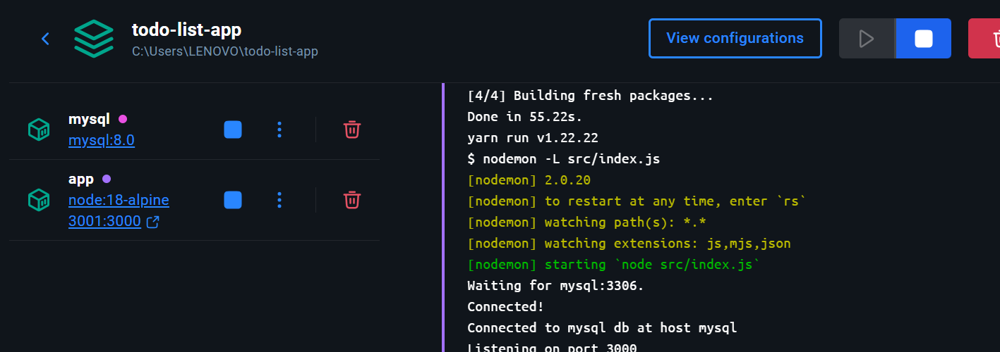 todo-list-app
C:\Users\LENOVO\todo-list-app
View configurations
mysql
mysql:8.0
app
node:18-alpine
3001:3000
[4/4] Building fresh packages...
Done in 55.22s.
yarn run v1.22.22
$ nodemon -L src/index.js
[nodemon] 2.0.20
[nodemon] to restart at any time, enter `rs`
[nodemon] watching path(s): *.*
[nodemon] watching extensions: js,mjs,json
[nodemon] starting `node src/index.js`
Waiting for mysql:3306.
Connected!
Connected to mysql db at host mysql
Listening on port 3000